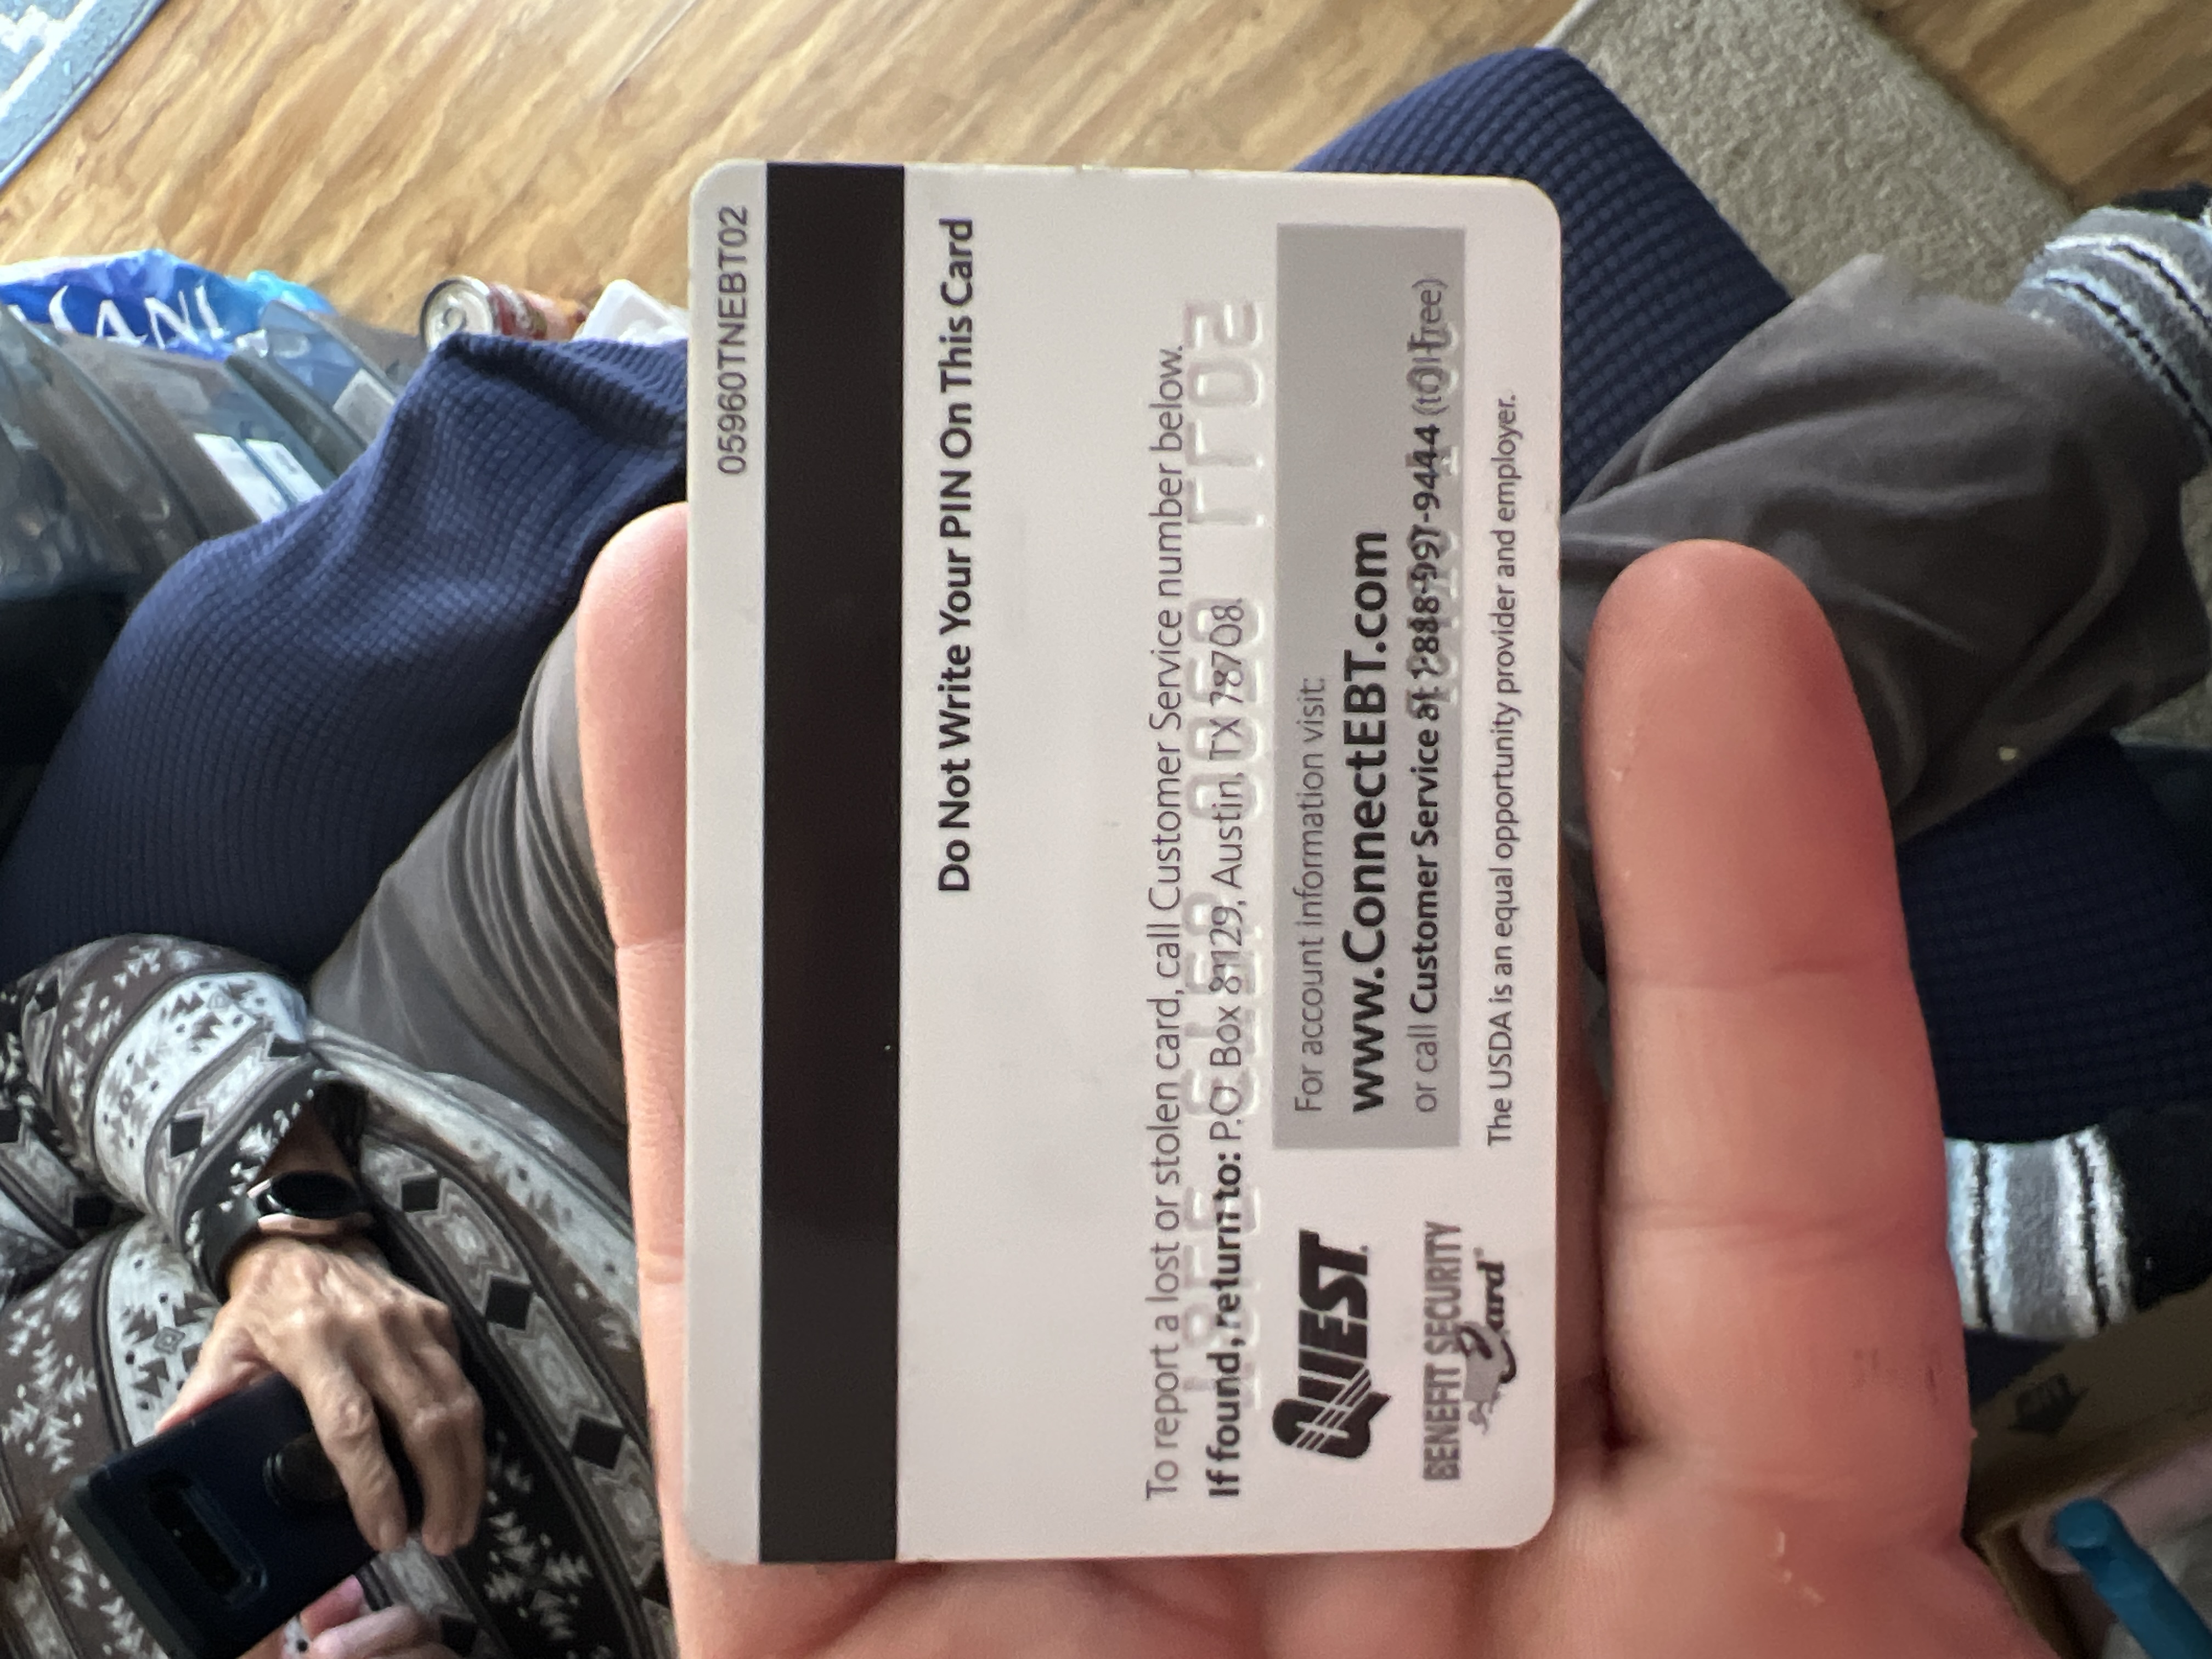 05960TNEBT02
Do Not Write Your PIN On This Card
To report a lost or stolen card, call Customer Service number below.
If found, return to: P.O. Box 81129, Austin, TX 78708.
For account information visit:
www.ConnectEBT.com
or call Customer Service at 1-888-997-9444 (toll-free)
The USDA is an equal opportunity provider and employer.
QUEST
BENEFIT SECURITY
Card